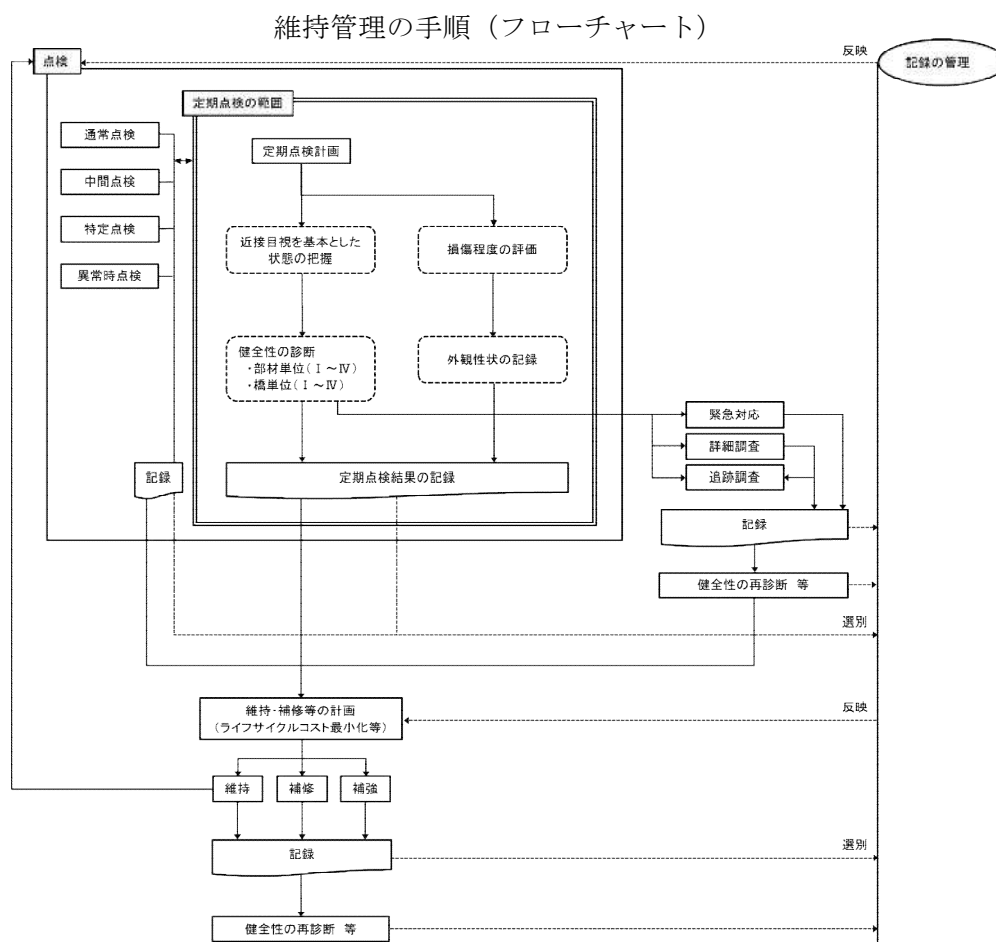 維持管理の手順（フローチャート）
点検
反映
記録の管理
定期点検の範囲
通常点検
中間点検
特定点検
異常時点検
定期点検計画
近接目視を基本とした
状態の把握
損傷程度の評価
健全性の診断
・部材単位（Ⅰ～Ⅳ）
・橋単位（Ⅰ～Ⅳ）
外観性状の記録
緊急対応
詳細調査
追跡調査
記録
定期点検結果の記録
記録
健全性の再診断 等
選別
維持・補修等の計画
（ライフサイクルコスト最小化等）
反映
維持
補修
補強
記録
選別
健全性の再診断 等